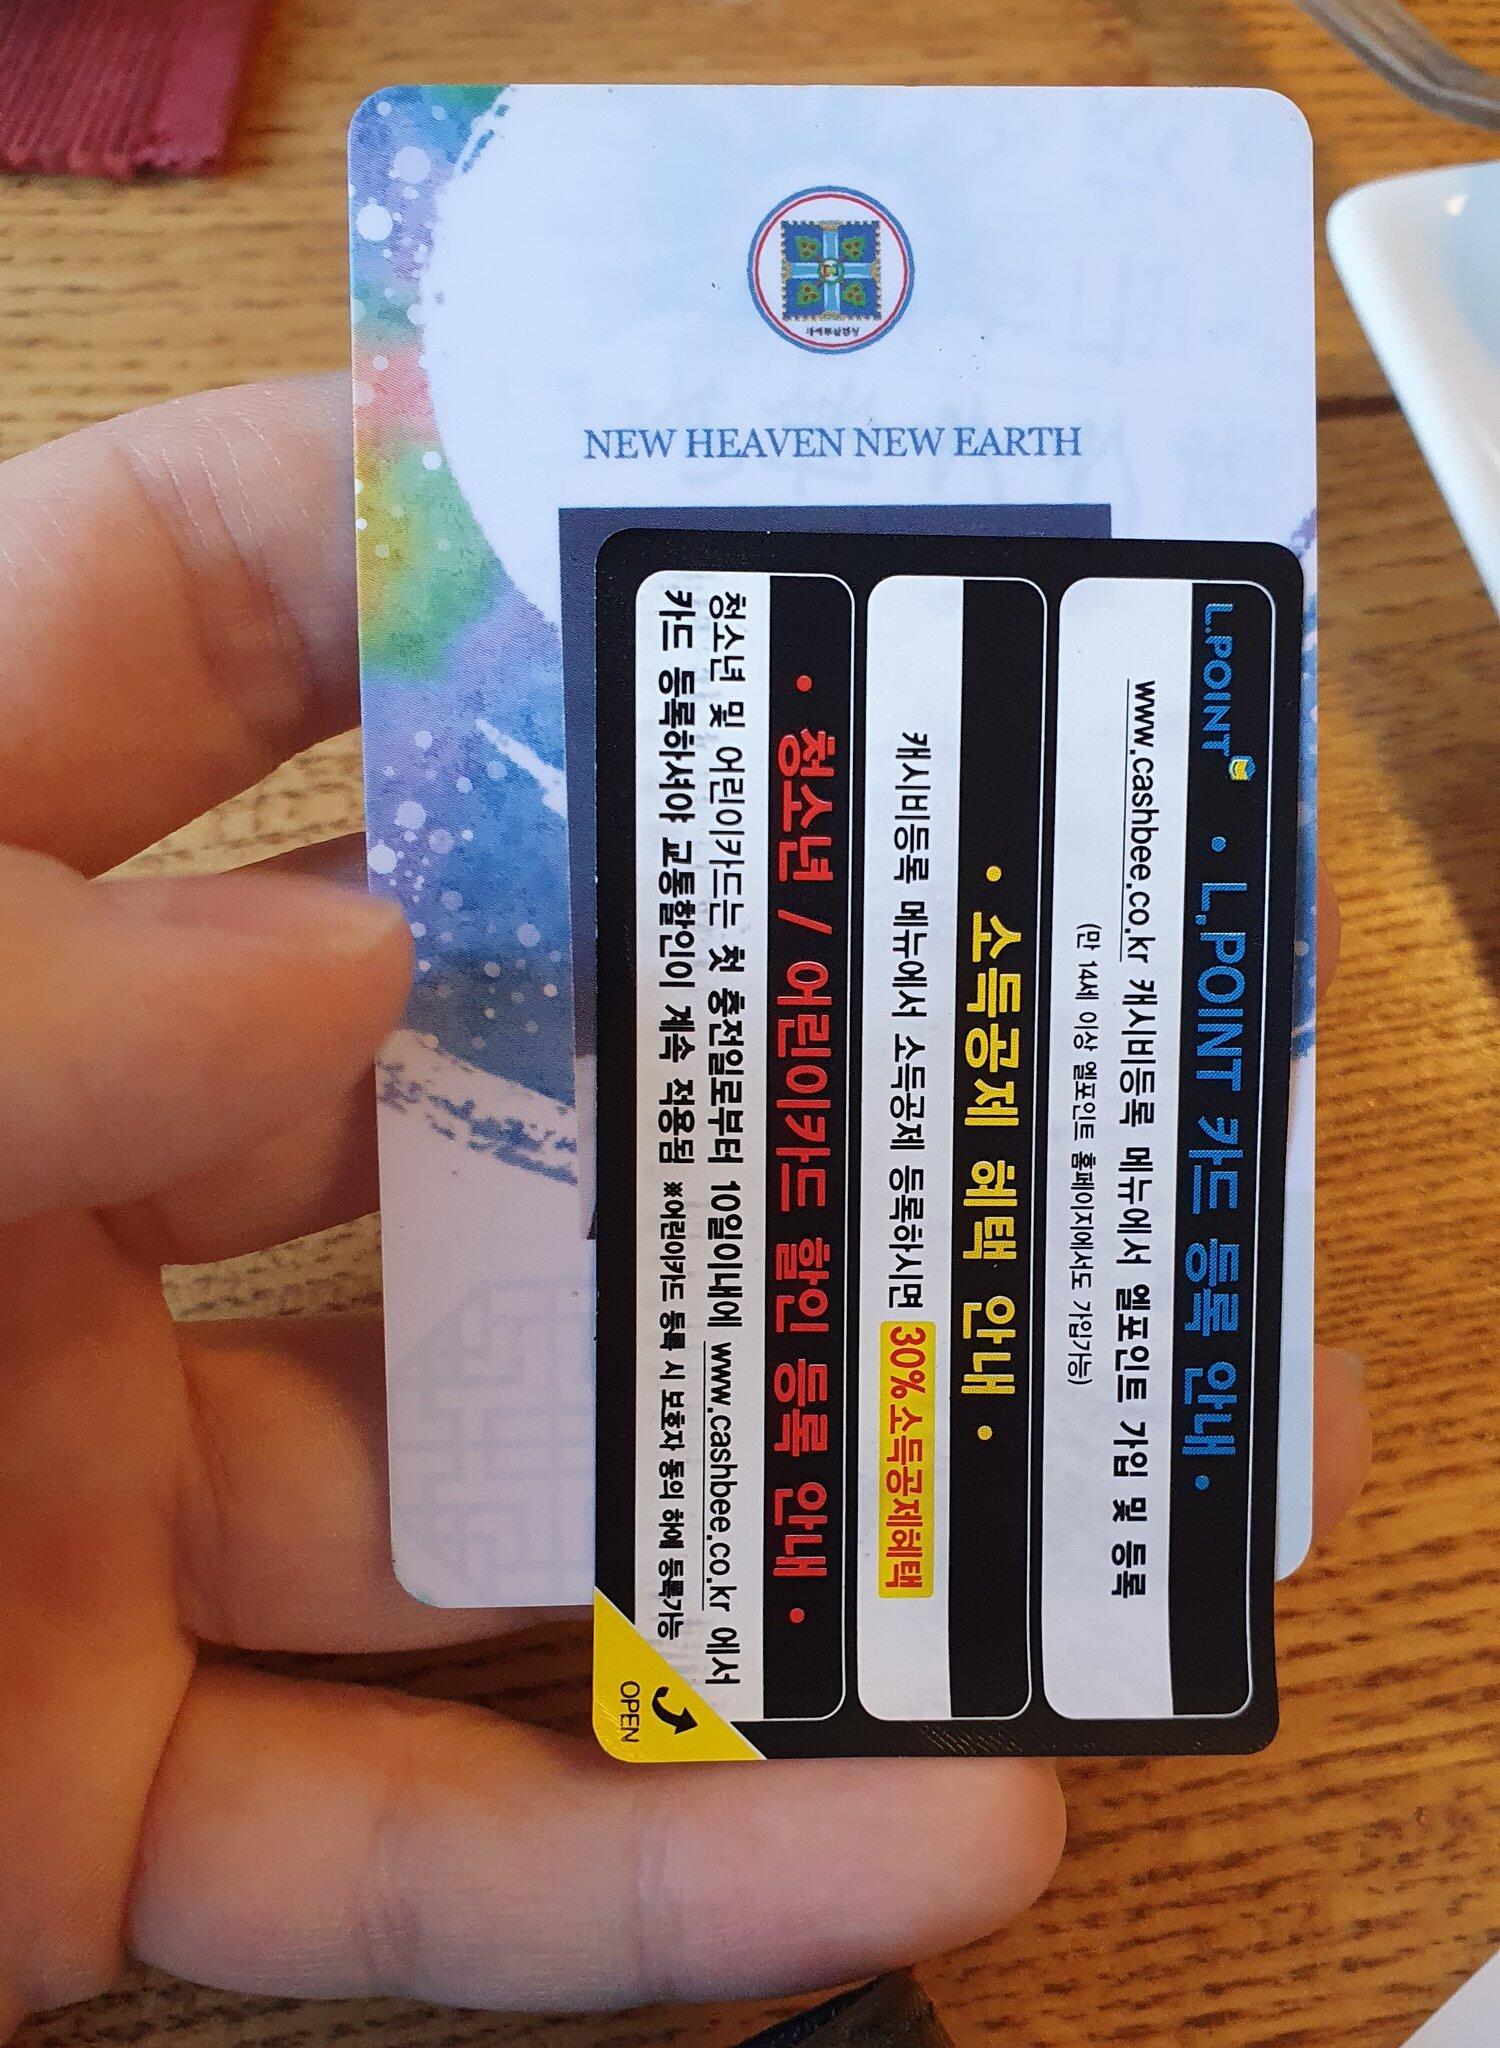 NEW HEAVEN NEW EARTH
L.POINT
• L.POINT 카드 등록 안내 •
www.cashbee.co.kr 캐시비등록 메뉴에서 엘포인트 가입 및 등록
(만 14세 이상 엘포인트 홈페이지에서도 가입가능)
• 소득공제 혜택 안내 •
캐시비등록 메뉴에서 소득공제 등록하시면 30%소득공제혜택
• 청소년 / 어린이카드 할인 등록 안내 •
청소년 및 어린이카드는 첫 충전일로부터 10일이내에 www.cashbee.co.kr 에서
카드 등록하셔야 교통할인이 계속 적용됨 ※어린이카드 등록 시 보호자 동의 하에 등록가능
OPEN